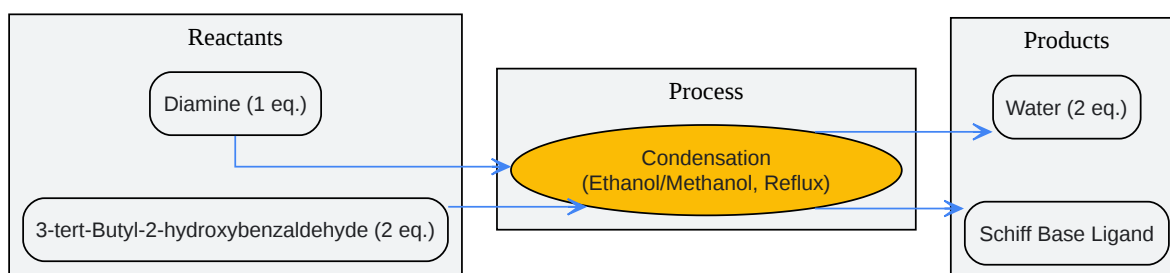 Reactants
Diamine (1 eq.)
3-tert-Butyl-2-hydroxybenzaldehyde (2 eq.)
Process
Condensation
(Ethanol/Methanol, Reflux)
Products
Water (2 eq.)
Schiff Base Ligand